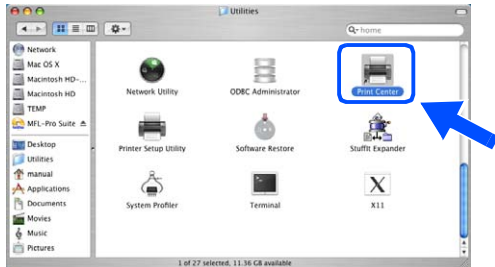 Utilities
Q- home
Network
Mac OS X
Macintosh HD-...
Macintosh HD
TEMP
MFL-Pro Suite
Desktop
Utilities
manual
Applications
Documents
Movies
Music
Pictures
Network Utility
ODBC Administrator
Print Center
Printer Setup Utility
Software Restore
StuffIt Expander
System Profiler
Terminal
X11
1 of 27 selected, 11.36 GB available